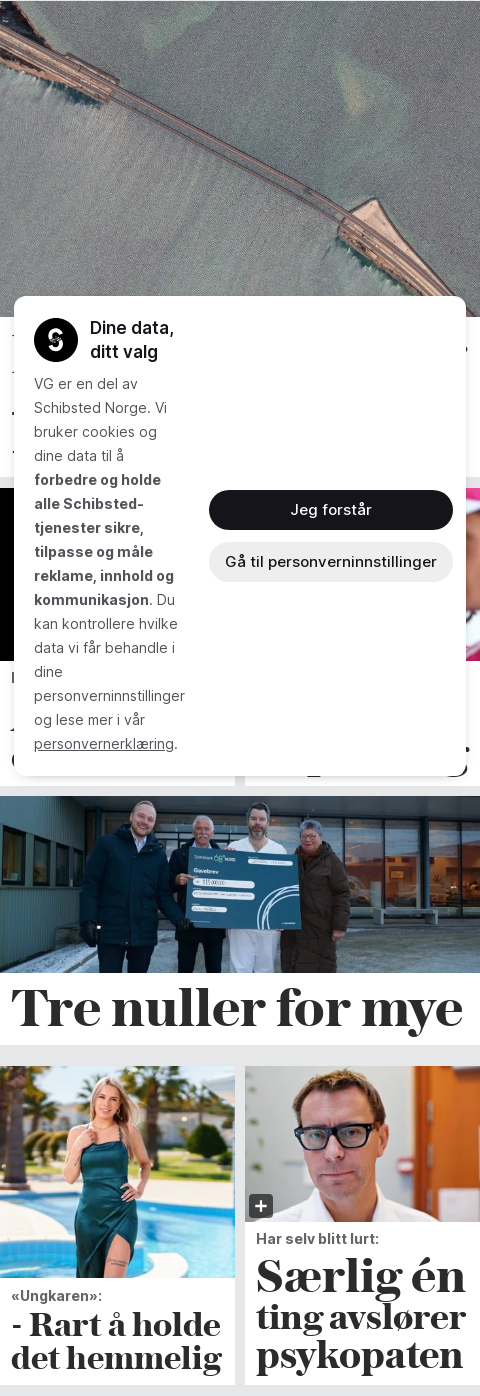 Dine data,
ditt valg
VG er en del av
Schibsted Norge. Vi
bruker cookies og
dine data til å
forbedre og holde
alle Schibsted-
tjenester sikre,
tilpasse og måle
reklame, innhold og
kommunikasjon. Du
kan kontrollere hvilke
data vi får behandle i
dine
personverninnstillinger
og lese mer i vår
personvernerklæring.
Jeg forstår
Gå til personverninnstillinger
68° NORD
Gavebrev
Tre nuller for mye
«Ungkaren»:
- Rart å holde
det hemmelig
Har selv blitt lurt:
Særlig én
ting avslører
psykopaten